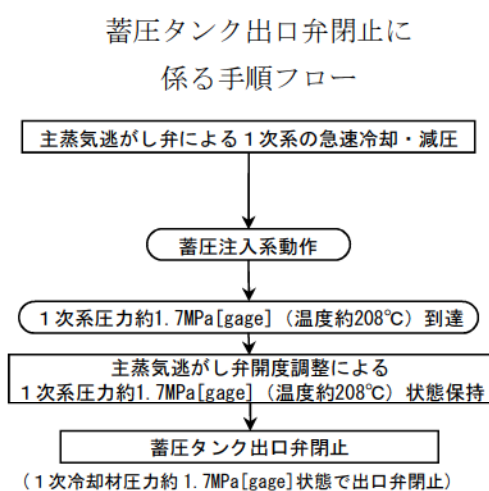 蓄圧タンク出口弁閉止に
係る手順フロー
主蒸気逃がし弁による１次系の急速冷却・減圧
蓄圧注入系動作
１次系圧力約1.7MPa[gage]（温度約208℃）到達
主蒸気逃がし弁開度調整による
１次系圧力約1.7MPa[gage]（温度約208℃）状態保持
蓄圧タンク出口弁閉止
（１次冷却材圧力約 1.7MPa[gage]状態で出口弁閉止）